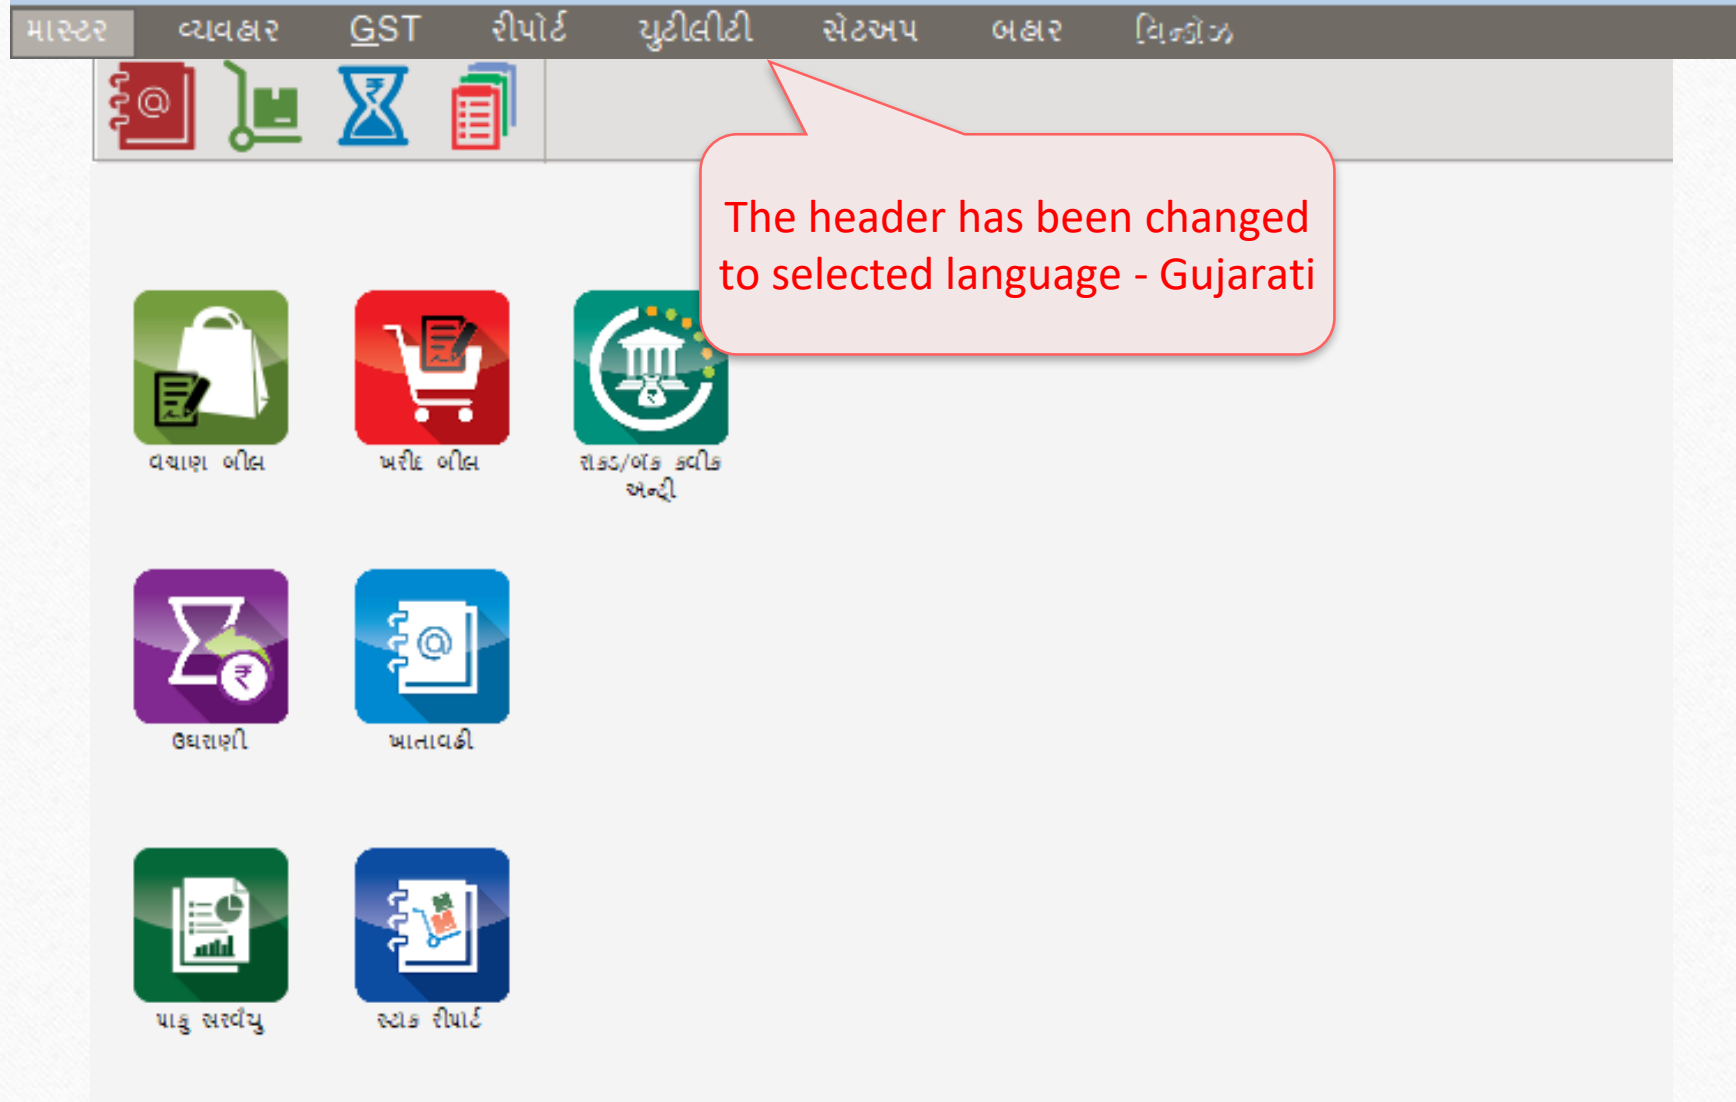 માસ્ટર વ્યવહાર GST રીપોર્ટ યુટીલીટી સેટઅપ બહાર વિન્ડોઝ
The header has been changed
to selected language - Gujarati
વેચાણ બીલ ખરીદ બીલ રોકડ/બેંક ક્વીક
એન્ટ્રી
ઉઘરાણી ખાતાવહી
પાકુ સરવૈયુ સ્ટોક રીપોર્ટ